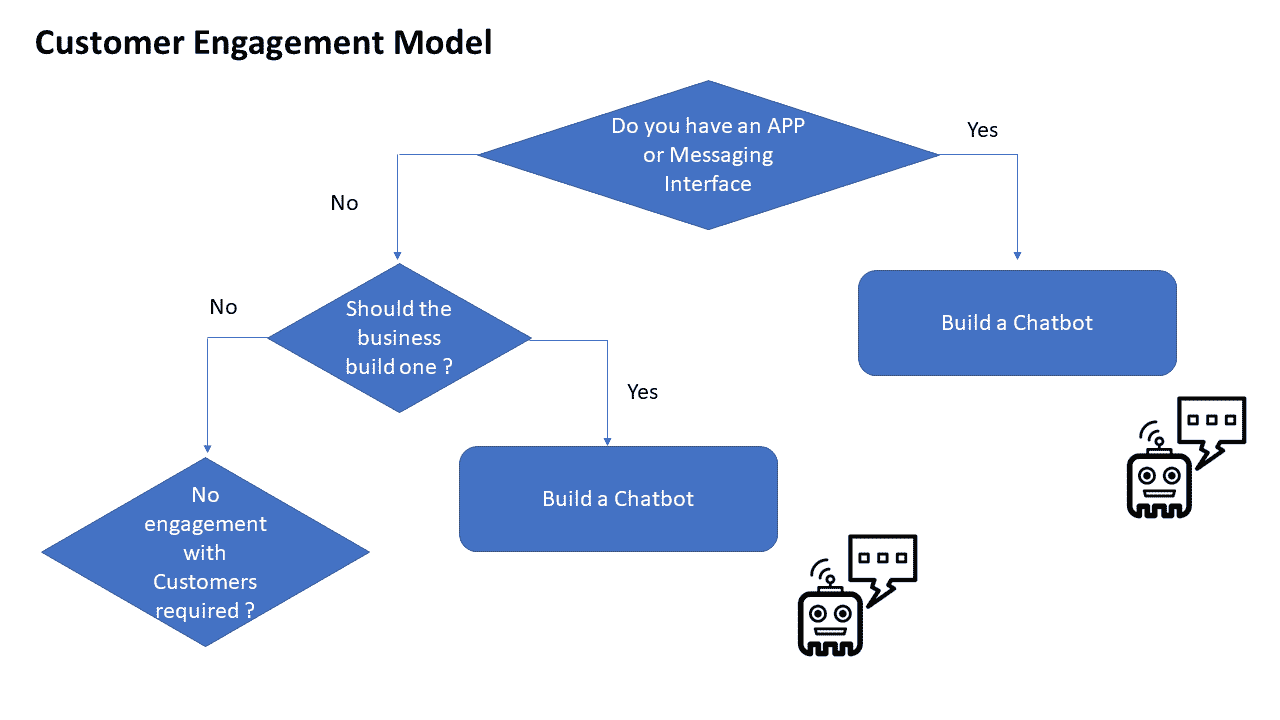 Customer Engagement Model
Do you have an APP
or Messaging
Interface
Yes
No
No
Should the
business
build one ?
Build a Chatbot
Yes
No
engagement
with
Customers
required ?
Build a Chatbot